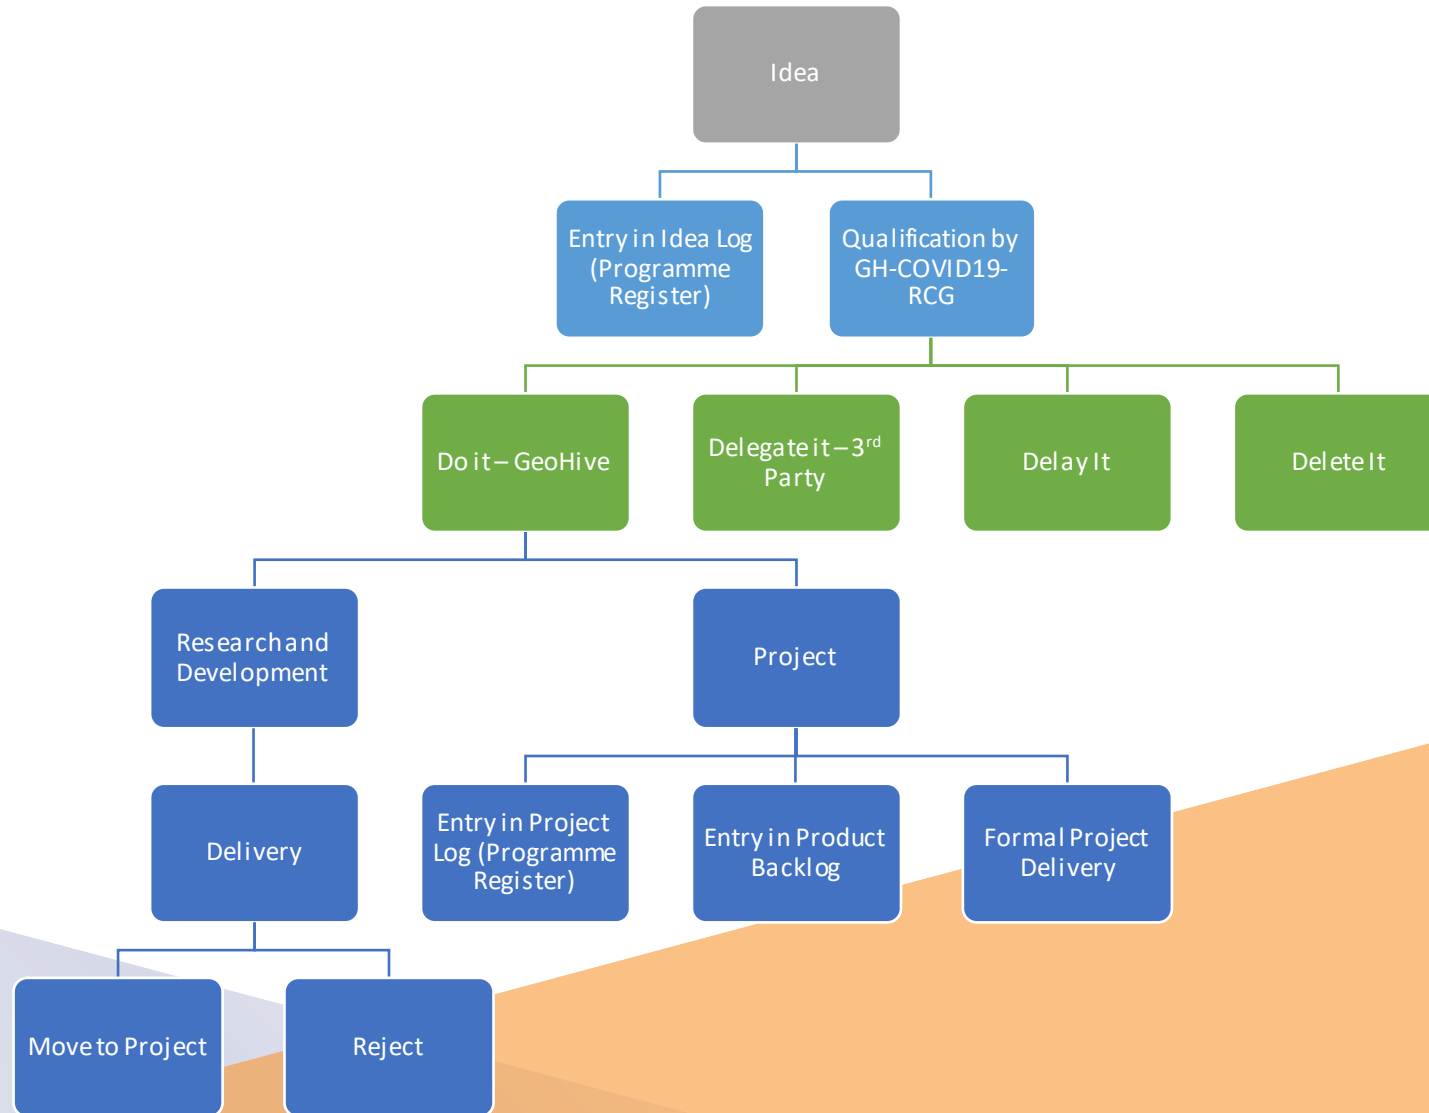 Idea
Entry in Idea Log
(Programme
Register)
Qualification by
GH-COVID19-
RCG
Do it – GeoHive
Delegate it – 3rd
Party
Delay It
Delete It
Research and
Development
Project
Delivery
Entry in Project
Log (Programme
Register)
Entry in Product
Backlog
Formal Project
Delivery
Move to Project
Reject